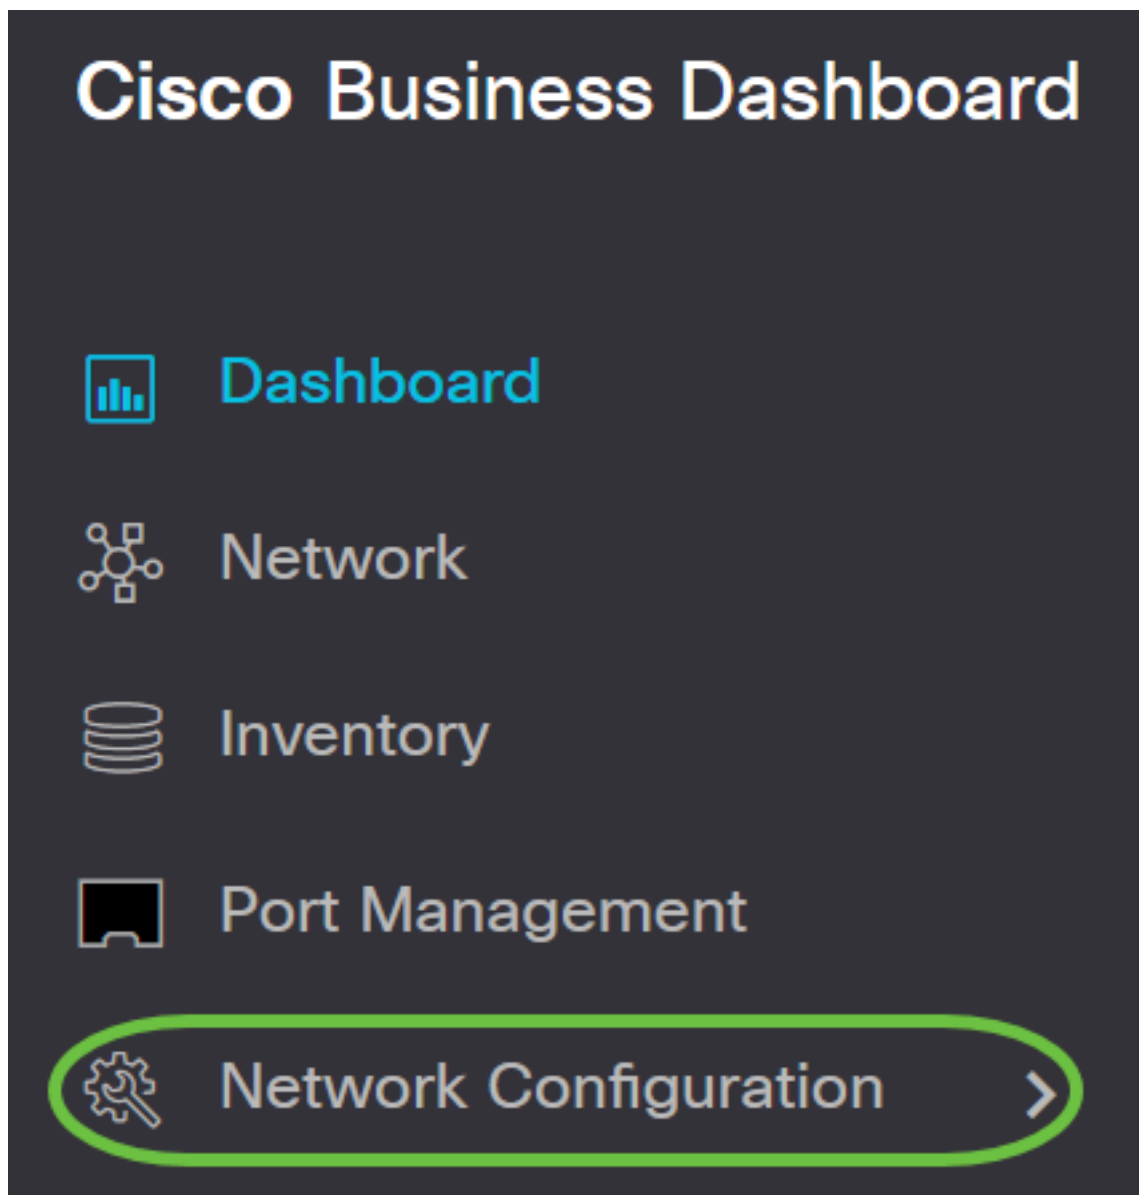 Cisco Business Dashboard
Dashboard
Network
Inventory
Port Management
Network Configuration